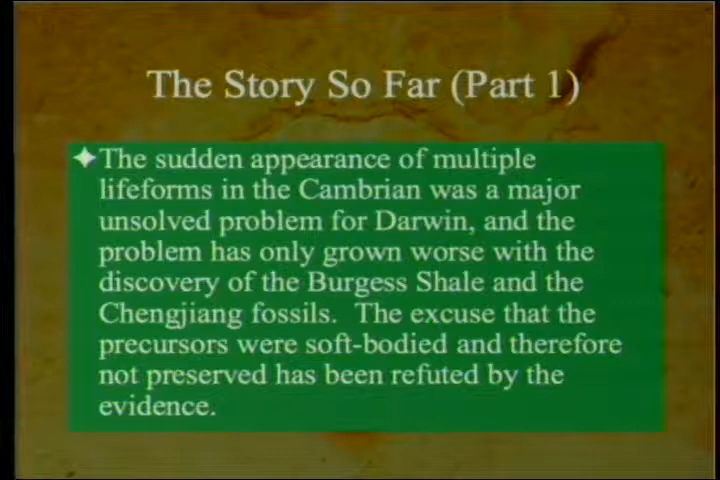 The Story So Far (Part 1)
The sudden appearance of multiple
lifeforms in the Cambrian was a major
unsolved problem for Darwin, and the
problem has only grown worse with the
discovery of the Burgess Shale and the
Chengjiang fossils.  The excuse that the
precursors were soft-bodied and therefore
not preserved has been refuted by the
evidence.